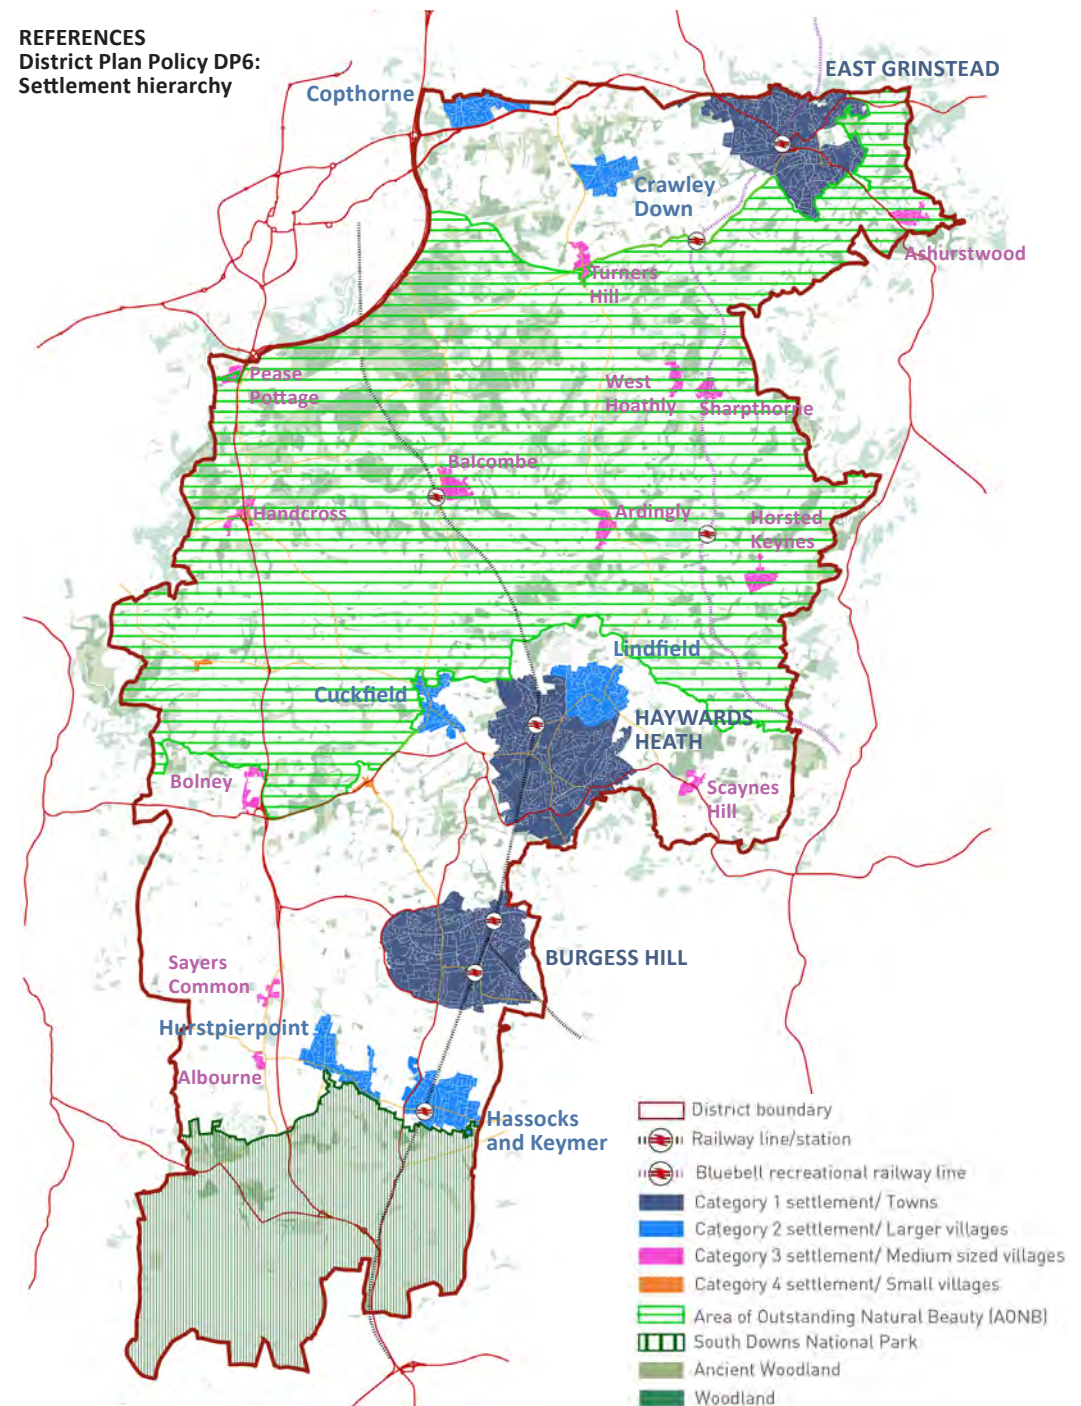 REFERENCES
District Plan Policy DP6:
Settlement hierarchy
EAST GRINSTEAD
Copthorne
Crawley
Down
Ashurstwood
Turners
Hill
Pease
Pottage
West
Hoathly
Sharpthorne
Balcombe
Handcross
Ardingly
Horsted
Keynes
Lindfield
Cuckfield
HAYWARDS
HEATH
Bolney
Scaynes
Hill
BURGESS HILL
Sayers
Common
Hurstpierpoint
Albourne
Hassocks
and Keymer
District boundary
Railway line/station
Bluebell recreational railway line
Category 1 settlement/ Towns
Category 2 settlement/ Larger villages
Category 3 settlement/ Medium sized villages
Category 4 settlement/ Small villages
Area of Outstanding Natural Beauty (AONB)
South Downs National Park
Ancient Woodland
Woodland